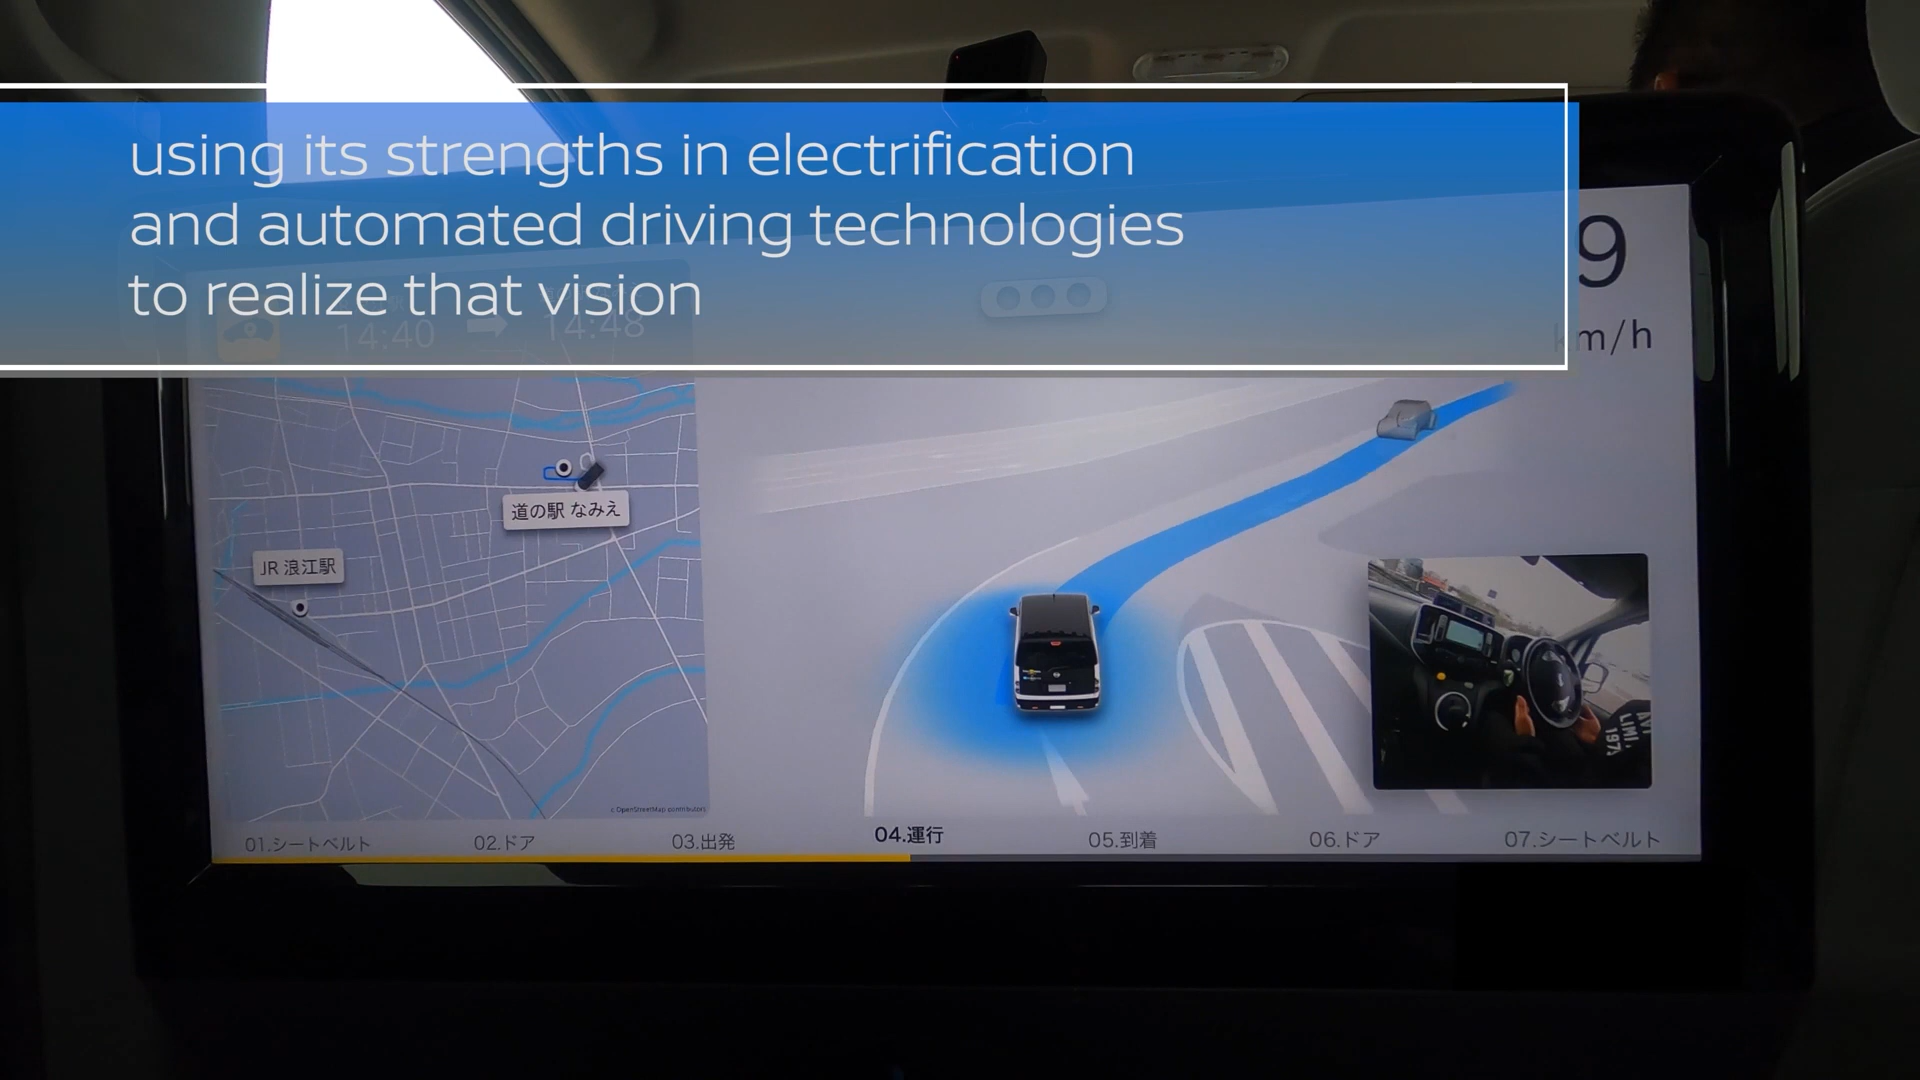 using its strengths in electrification
and automated driving technologies
to realize that vision
14:40
14:48
9
km/h
道の駅 なみえ
JR 浪江駅
© OpenStreetMap contributors
01.シートベルト
02.ドア
03.出発
04.運行
05.到着
06.ドア
07.シートベルト